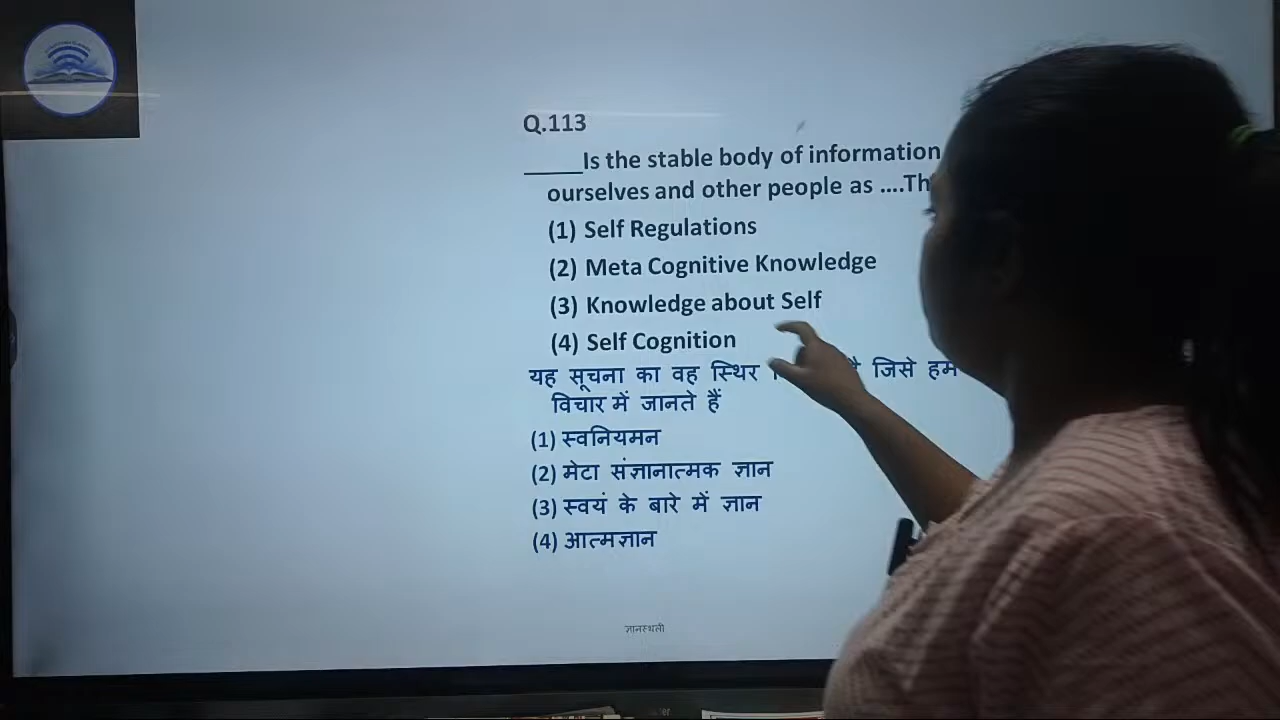 Q.113
_____Is the stable body of information
ourselves and other people as ....Th
(1) Self Regulations
(2) Meta Cognitive Knowledge
(3) Knowledge about Self
(4) Self Cognition
यह सूचना का वह स्थिर है जिसे हम
विचार में जानते हैं
(1) स्वनियमन
(2) मेटा संज्ञानात्मक ज्ञान
(3) स्वयं के बारे में ज्ञान
(4) आत्मज्ञान
ज्ञानस्थली